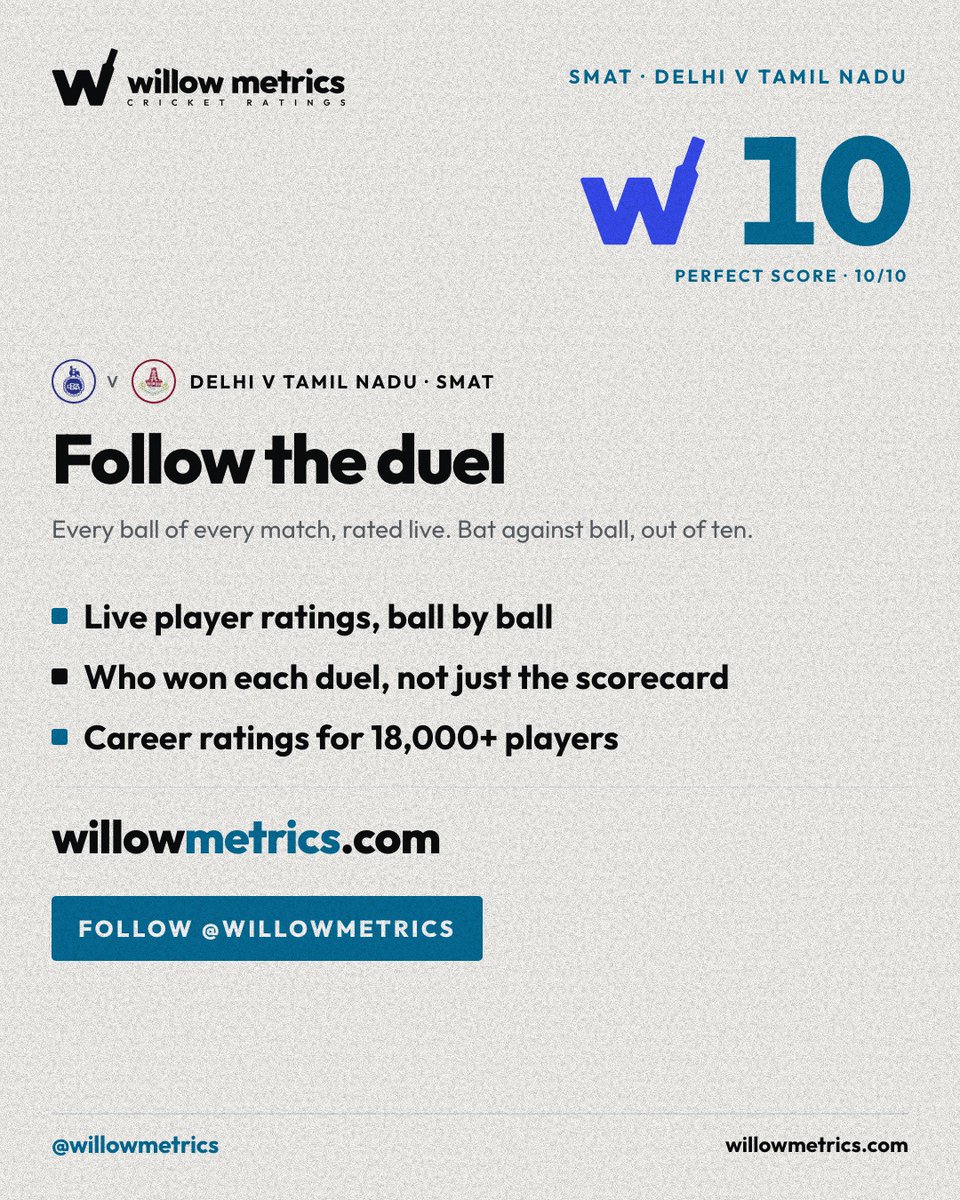 willow metrics
CRICKET RATINGS
SMAT · DELHI V TAMIL NADU
W 10
PERFECT SCORE · 10/10
V DELHI V TAMIL NADU · SMAT
Follow the duel
Every ball of every match, rated live. Bat against ball, out of ten.
Live player ratings, ball by ball
Who won each duel, not just the scorecard
Career ratings for 18,000+ players
willowmetrics.com
FOLLOW @WILLOWMETRICS
@willowmetrics
willowmetrics.com